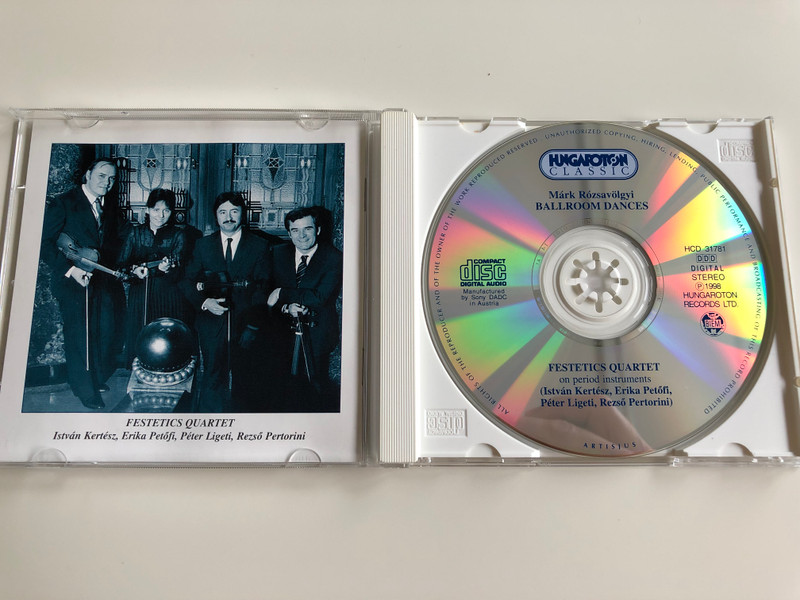 FESTETICS QUARTET
István Kertész, Erika Petőfi, Péter Ligeti, Rezső Pertorini
ALL RIGHTS OF THE REPRODUCER AND OF THE OWNER OF THE WORK REPRODUCED RESERVED · UNAUTHORIZED COPYING, HIRING, LENDING, PUBLIC PERFORMANCE AND BROADCASTING OF THIS RECORD PROHIBITED
HUNGAROTON
CLASSIC
Márk Rózsavölgyi
BALLROOM DANCES
COMPACT
disc
DIGITAL AUDIO
Manufactured
by Sony DADC
in Austria
HCD 31781
DDD
DIGITAL
STEREO
℗ 1998
HUNGAROTON
RECORDS LTD.
FESTETICS QUARTET
on period instruments
(István Kertész, Erika Petőfi,
Péter Ligeti, Rezső Pertorini)
ARTISJUS
disc